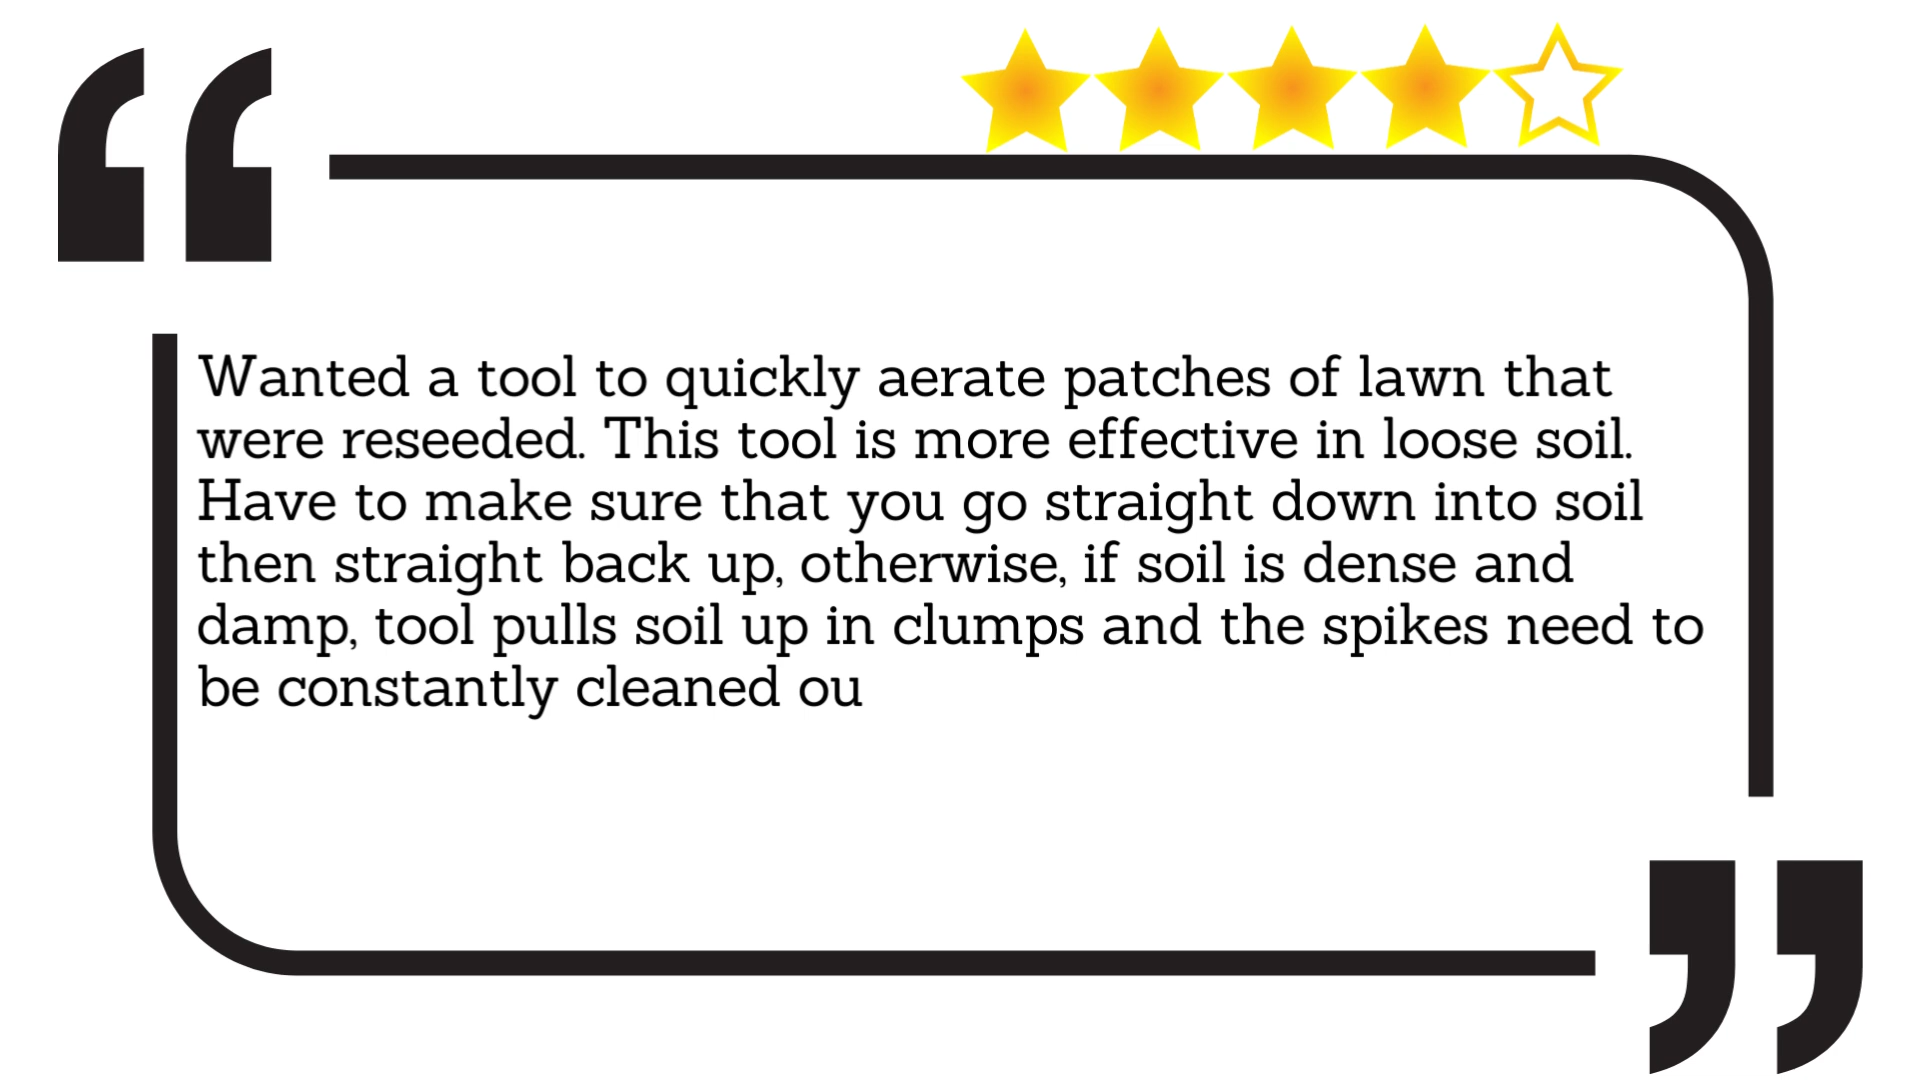 Wanted a tool to quickly aerate patches of lawn that
were reseeded. This tool is more effective in loose soil.
Have to make sure that you go straight down into soil
then straight back up, otherwise, if soil is dense and
damp, tool pulls soil up in clumps and the spikes need to
be constantly cleaned ou